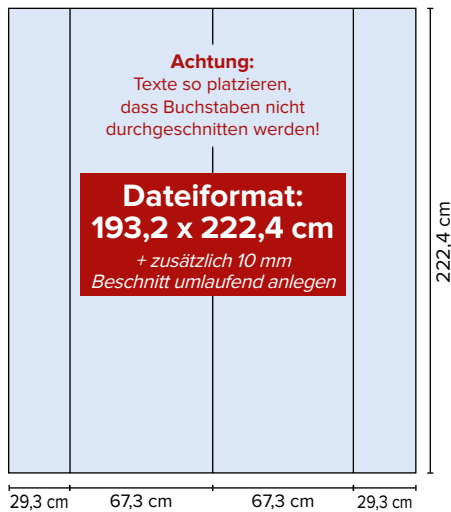 Achtung:
Texte so platzieren,
dass Buchstaben nicht
durchgeschnitten werden!
Dateiformat:
193,2 x 222,4 cm
+ zusätzlich 10 mm
Beschnitt umlaufend anlegen
222,4 cm
29,3 cm 67,3 cm 67,3 cm 29,3 cm